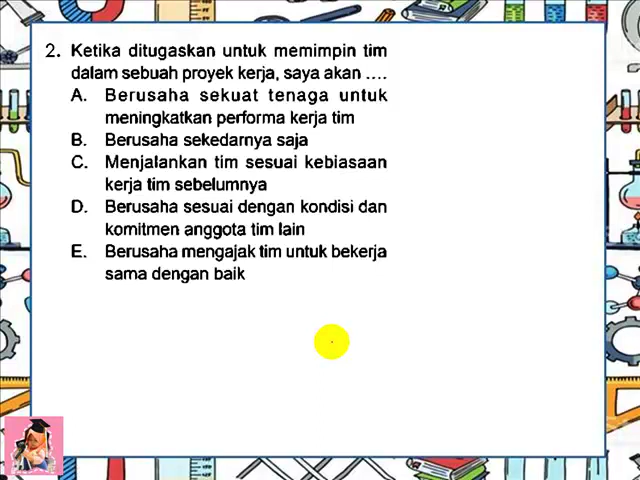 2. Ketika ditugaskan untuk memimpin tim
dalam sebuah proyek kerja, saya akan ....
A. Berusaha sekuat tenaga untuk
meningkatkan performa kerja tim
B. Berusaha sekedarnya saja
C. Menjalankan tim sesuai kebiasaan
kerja tim sebelumnya
D. Berusaha sesuai dengan kondisi dan
komitmen anggota tim lain
E. Berusaha mengajak tim untuk bekerja
sama dengan baik